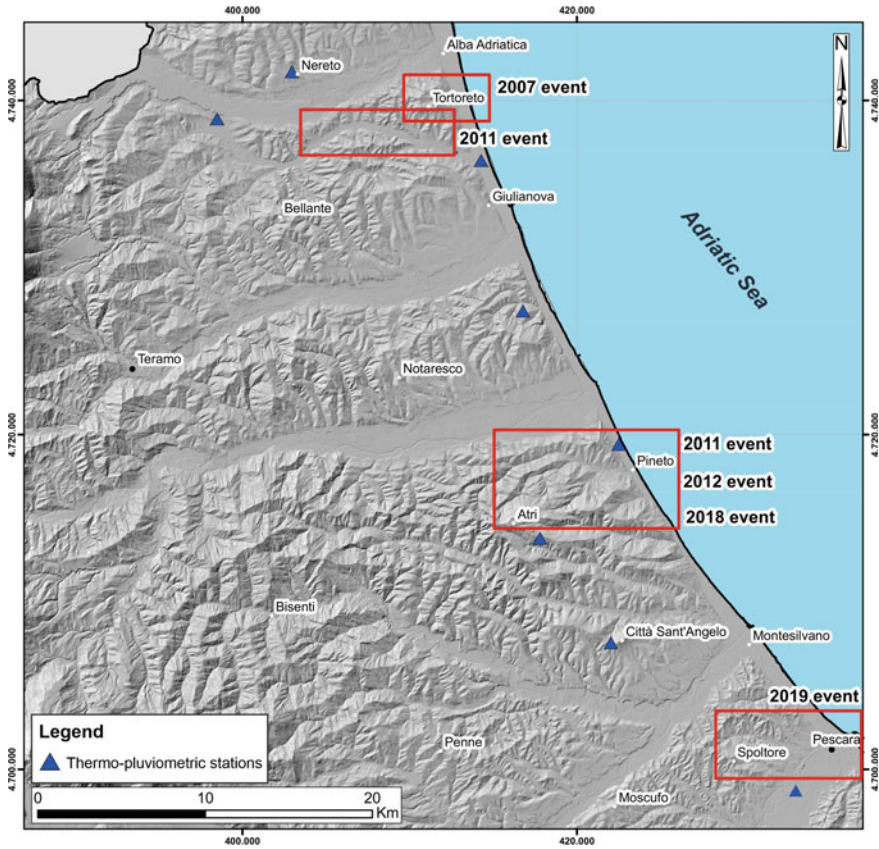 400.000
420.000
Alba Adriatica
N
Nereto
2007 event
Tortoreto
4.740.000
4.740.000
2011 event
Giulianova
Bellante
Adriatic Sea
Teramo
Notaresco
4.720.000
4.720.000
2011 event
Pineto
2012 event
Atri
2018 event
Bisenti
Città Sant'Angelo
Montesilvano
2019 event
Legend
Pescara
Thermo-pluviometric stations
Penne
Spoltore
4.700.000
4.700.000
Moscufo
0
10
20
Km
400.000
420.000